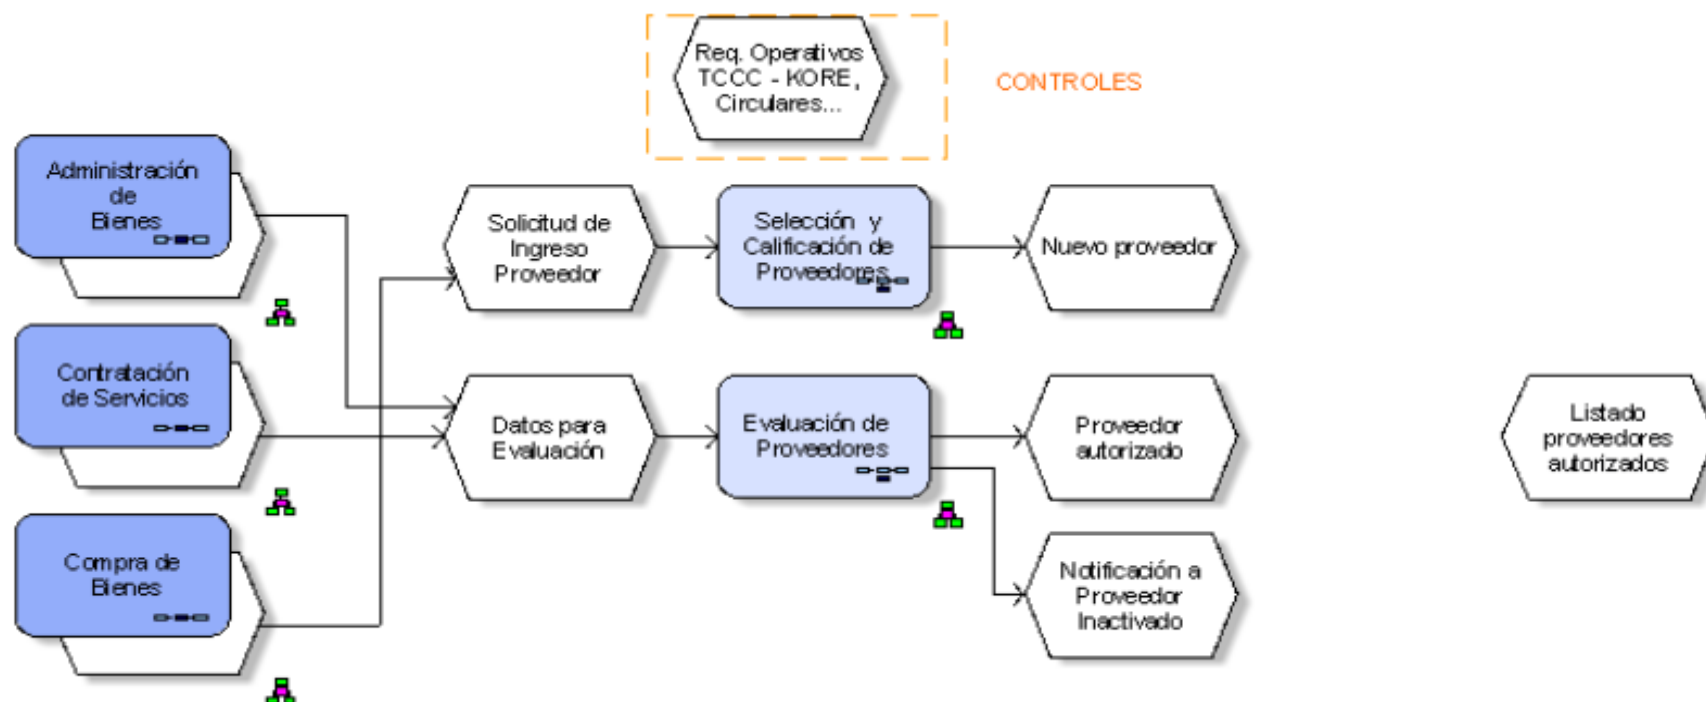 Req. Operativos
TCCC - KORE,
Circulares...
CONTROLES
Administración
de
Bienes
Solicitud de
Ingreso
Proveedor
Selección y
Calificación de
Proveedores
Nuevo proveedor
Contratación
de Servicios
Datos para
Evaluación
Evaluación de
Proveedores
Proveedor
autorizado
Listado
proveedores
autorizados
Compra de
Bienes
Notificación a
Proveedor
Inactivado